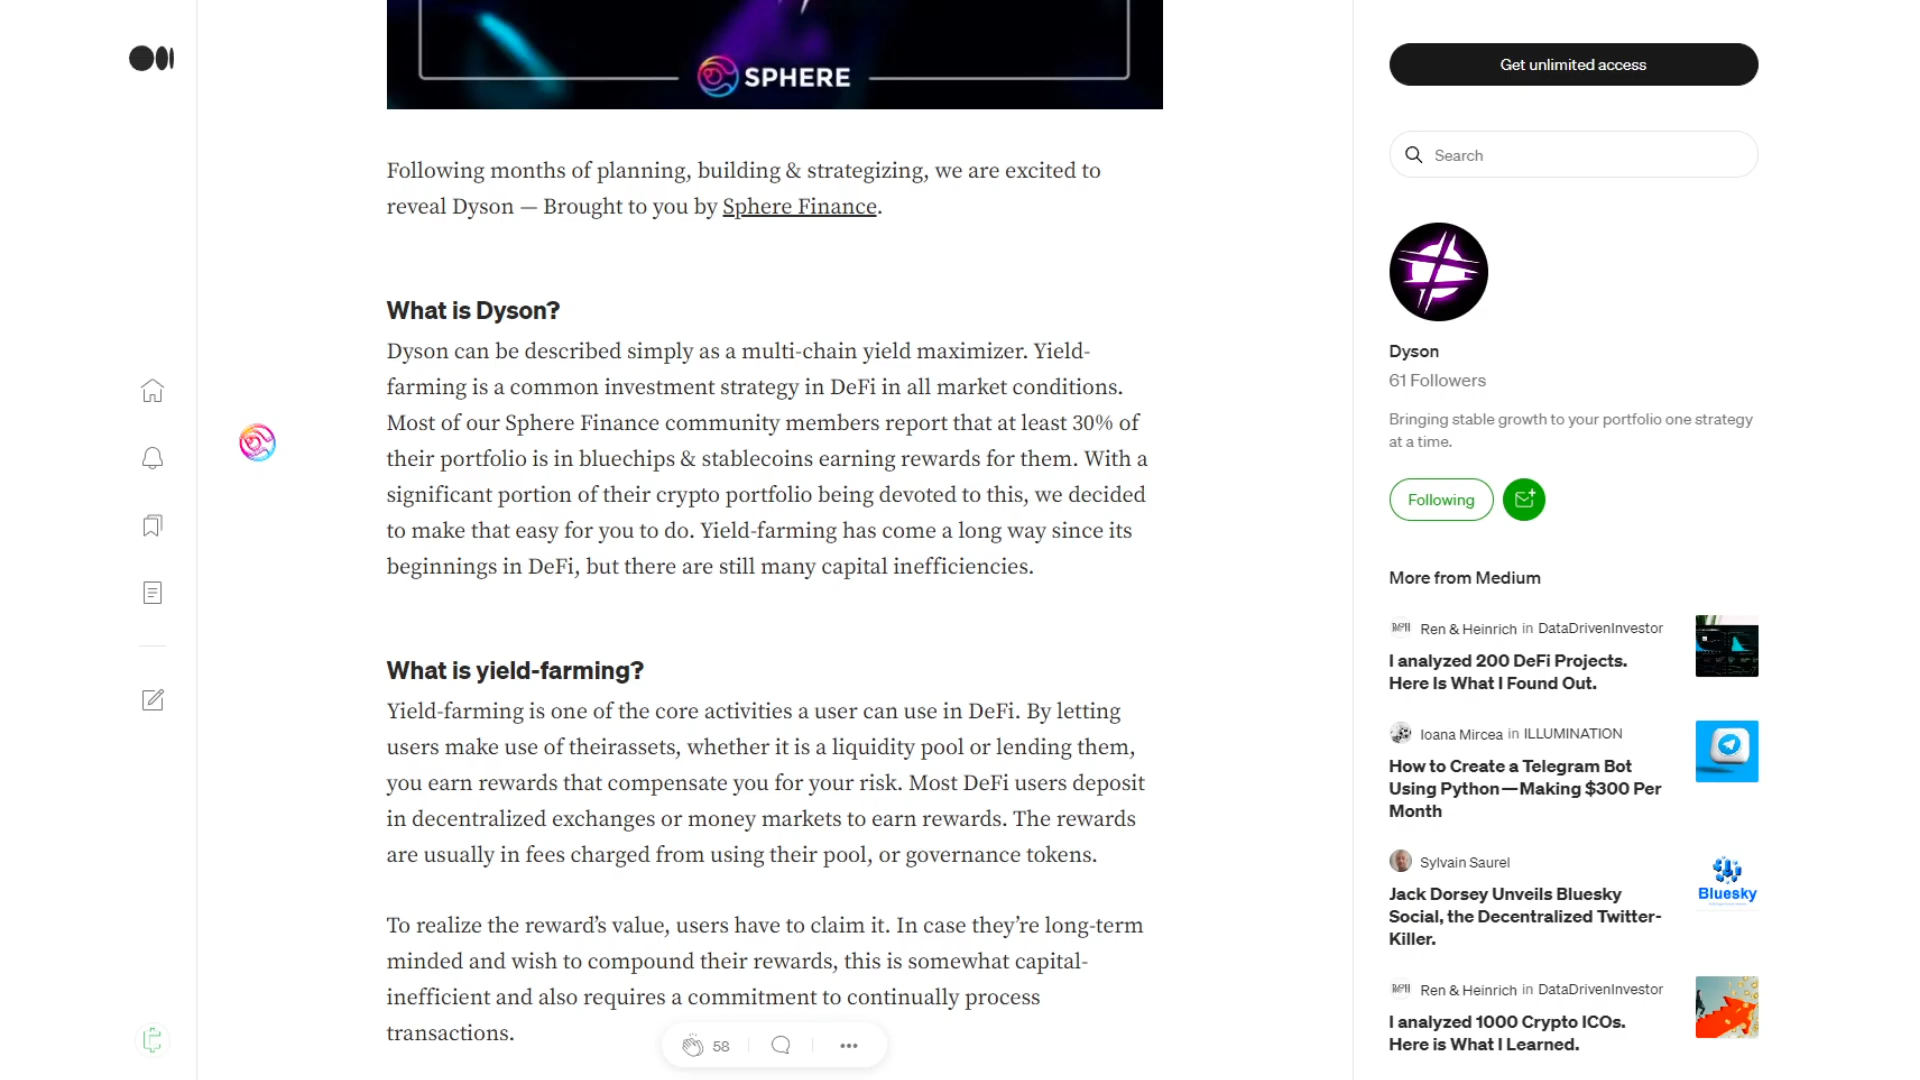 SPHERE
Following months of planning, building & strategizing, we are excited to
reveal Dyson — Brought to you by Sphere Finance.
What is Dyson?
Dyson can be described simply as a multi-chain yield maximizer. Yield-
farming is a common investment strategy in DeFi in all market conditions.
Most of our Sphere Finance community members report that at least 30% of
their portfolio is in bluechips & stablecoins earning rewards for them. With a
significant portion of their crypto portfolio being devoted to this, we decided
to make that easy for you to do. Yield-farming has come a long way since its
beginnings in DeFi, but there are still many capital inefficiencies.
What is yield-farming?
Yield-farming is one of the core activities a user can use in DeFi. By letting
users make use of theirassets, whether it is a liquidity pool or lending them,
you earn rewards that compensate you for your risk. Most DeFi users deposit
in decentralized exchanges or money markets to earn rewards. The rewards
are usually in fees charged from using their pool, or governance tokens.
To realize the reward’s value, users have to claim it. In case they’re long-term
minded and wish to compound their rewards, this is somewhat capital-
inefficient and also requires a commitment to continually process
transactions.
58
Get unlimited access
Search
Dyson
61 Followers
Bringing stable growth to your portfolio one strategy
at a time.
Following
More from Medium
Ren & Heinrich in DataDrivenInvestor
I analyzed 200 DeFi Projects.
Here Is What I Found Out.
Ioana Mircea in ILLUMINATION
How to Create a Telegram Bot
Using Python — Making $300 Per
Month
Sylvain Saurel
Jack Dorsey Unveils Bluesky
Social, the Decentralized Twitter-
Killer.
Bluesky
Ren & Heinrich in DataDrivenInvestor
I analyzed 1000 Crypto ICOs.
Here is What I Learned.